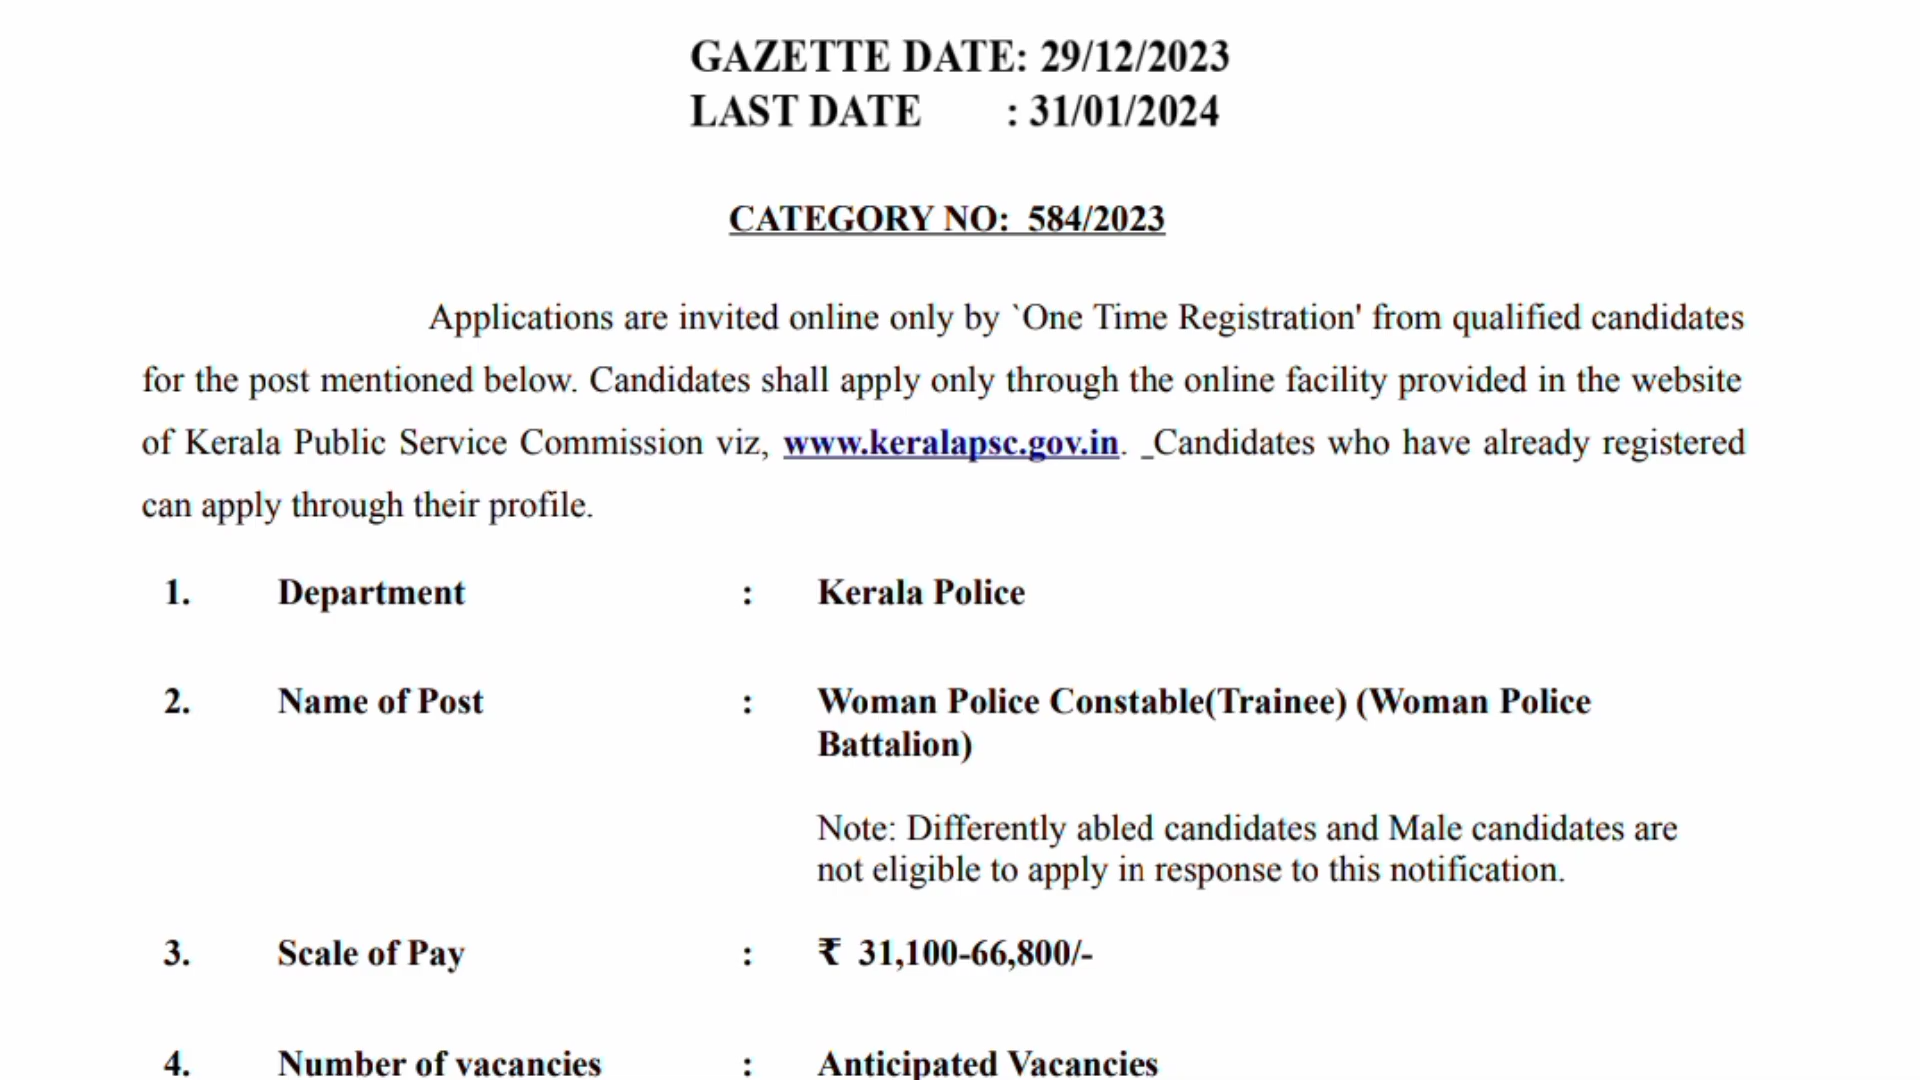 GAZETTE DATE: 29/12/2023
LAST DATE : 31/01/2024
CATEGORY NO: 584/2023
Applications are invited online only by `One Time Registration' from qualified candidates
for the post mentioned below. Candidates shall apply only through the online facility provided in the website
of Kerala Public Service Commission viz, www.keralapsc.gov.in. _Candidates who have already registered
can apply through their profile.
1. Department : Kerala Police
2. Name of Post : Woman Police Constable(Trainee) (Woman Police
Battalion)
Note: Differently abled candidates and Male candidates are
not eligible to apply in response to this notification.
3. Scale of Pay : ₹ 31,100-66,800/-
4. Number of vacancies : Anticipated Vacancies